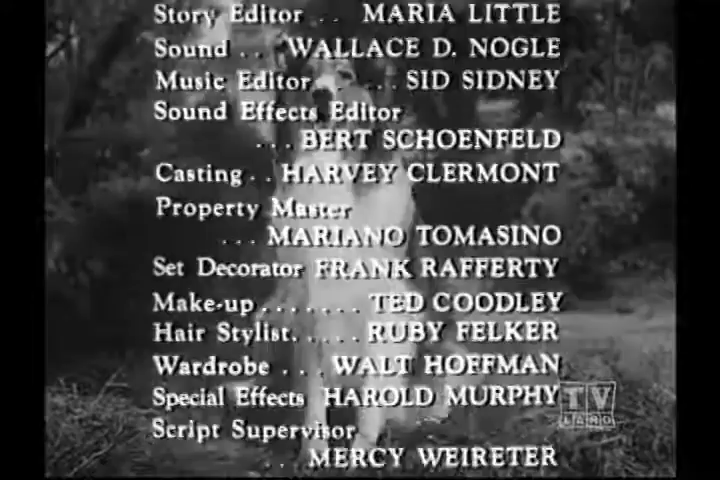 Story Editor .. MARIA LITTLE
Sound .. WALLACE D. NOGLE
Music Editor . ... SID SIDNEY
Sound Effects Editor
... BERT SCHOENFELD
Casting .. HARVEY CLERMONT
Property Master
... MARIANO TOMASINO
Set Decorator FRANK RAFFERTY
Make-up ....... TED COODLEY
Hair Stylist. .... RUBY FELKER
Wardrobe ... WALT HOFFMAN
Special Effects HAROLD MURPHY
TV
LAND
Script Supervisor
.. MERCY WEIRETER